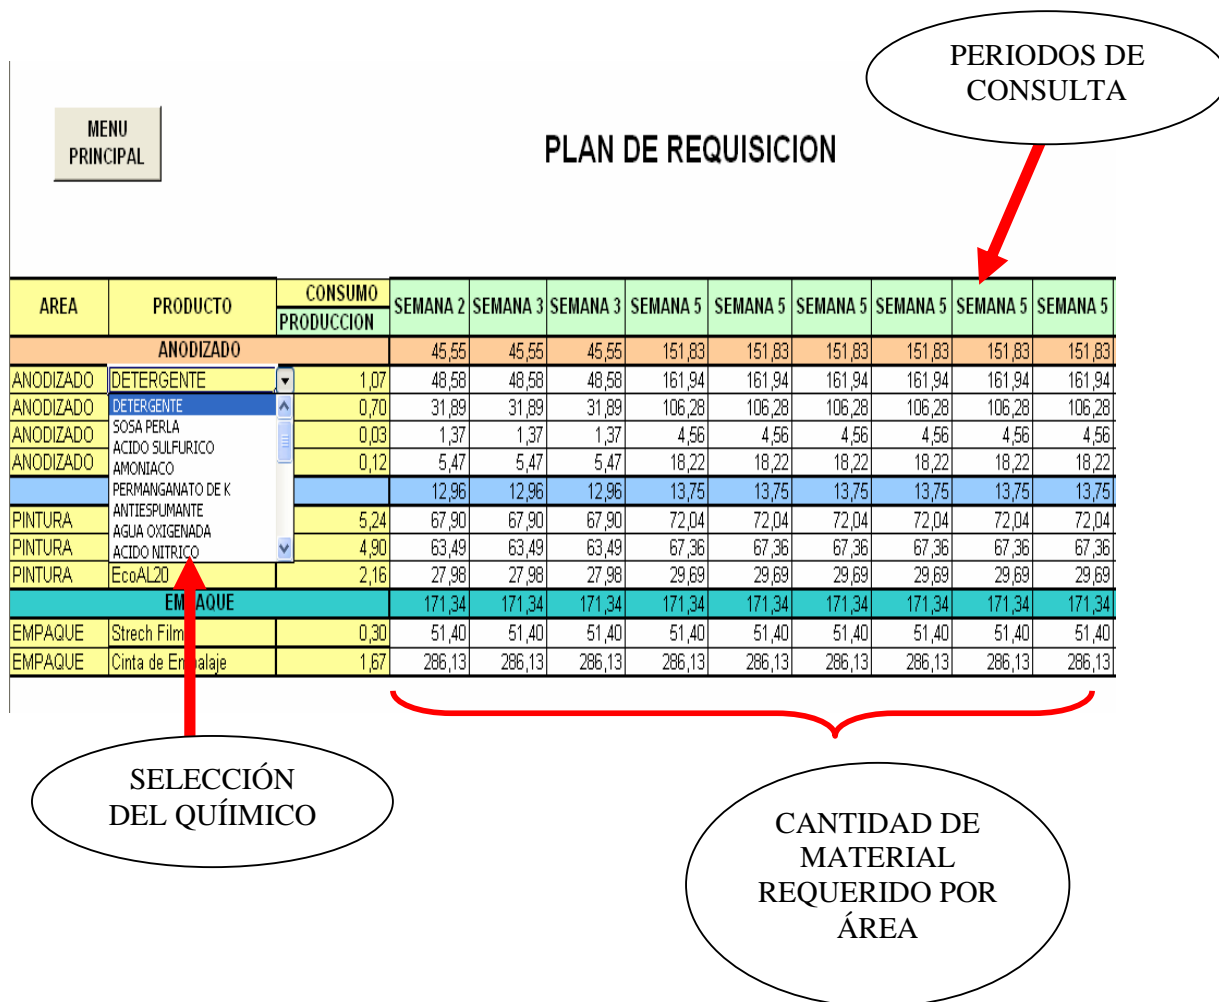 PERIODOS DE
CONSULTA
MENU
PRINCIPAL
PLAN DE REQUISICION
AREA PRODUCTO CONSUMO PRODUCCION SEMANA 2 SEMANA 3 SEMANA 3 SEMANA 5 SEMANA 5 SEMANA 5 SEMANA 5 SEMANA 5 SEMANA 5
ANODIZADO 45,55 45,55 45,55 151,83 151,83 151,83 151,83 151,83 151,83
ANODIZADO DETERGENTE 1,07 48,58 48,58 48,58 161,94 161,94 161,94 161,94 161,94 161,94
ANODIZADO 0,70 31,89 31,89 31,89 106,28 106,28 106,28 106,28 106,28 106,28
ANODIZADO 0,03 1,37 1,37 1,37 4,56 4,56 4,56 4,56 4,56 4,56
ANODIZADO 0,12 5,47 5,47 5,47 18,22 18,22 18,22 18,22 18,22 18,22
12,96 12,96 12,96 13,75 13,75 13,75 13,75 13,75 13,75
PINTURA 5,24 67,90 67,90 67,90 72,04 72,04 72,04 72,04 72,04 72,04
PINTURA 4,90 63,49 63,49 63,49 67,36 67,36 67,36 67,36 67,36 67,36
PINTURA EcoAL20 2,16 27,98 27,98 27,98 29,69 29,69 29,69 29,69 29,69 29,69
DETERGENTE
SOSA PERLA
ACIDO SULFURICO
AMONIACO
PERMANGANATO DE K
ANTIESPUMANTE
AGUA OXIGENADA
ACIDO NITRICO
EMPAQUE 171,34 171,34 171,34 171,34 171,34 171,34 171,34 171,34 171,34
EMPAQUE Strech Film 0,30 51,40 51,40 51,40 51,40 51,40 51,40 51,40 51,40 51,40
EMPAQUE Cinta de Embalaje 1,67 286,13 286,13 286,13 286,13 286,13 286,13 286,13 286,13 286,13
SELECCIÓN
DEL QUÍIMICO
CANTIDAD DE
MATERIAL
REQUERIDO POR
ÁREA